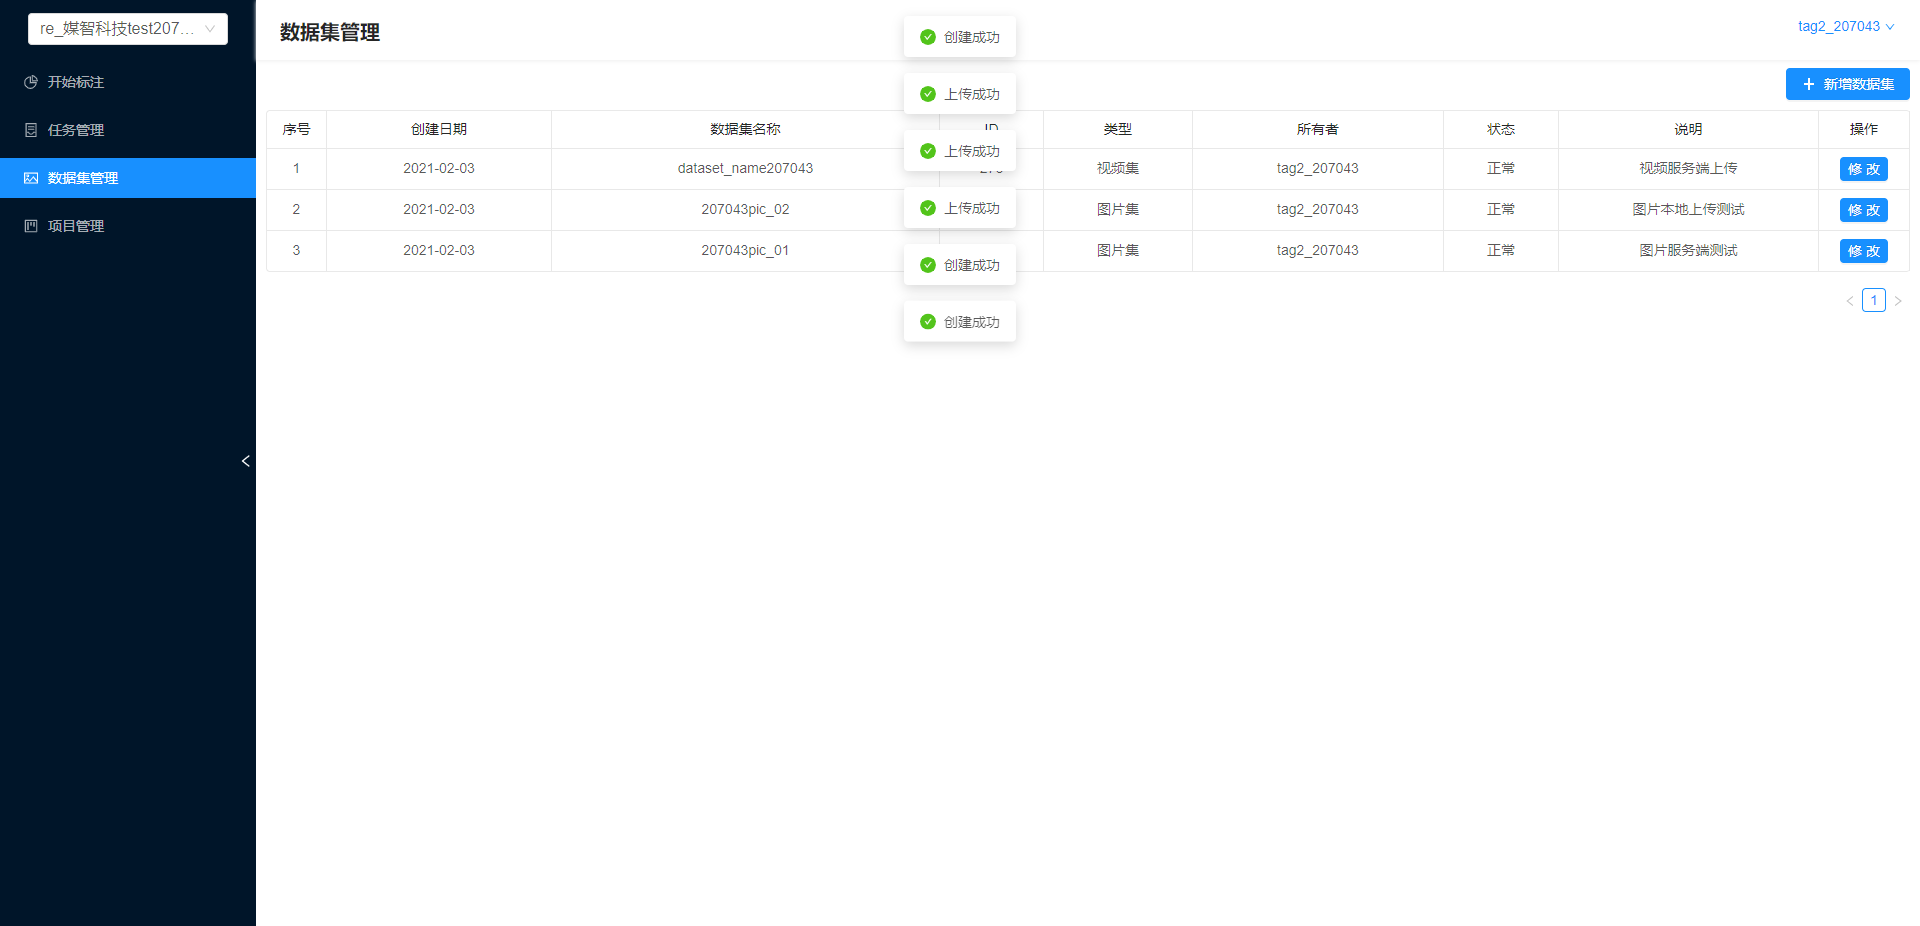 re_媒智科技test207...
开始标注
任务管理
数据集管理
项目管理
数据集管理
tag2_207043
创建成功
上传成功
上传成功
上传成功
创建成功
创建成功
新增数据集
序号 创建日期 数据集名称 ID 类型 所有者 状态 说明 操作
1 2021-02-03 dataset_name207043 视频集 tag2_207043 正常 视频服务端上传 修 改
2 2021-02-03 207043pic_02 图片集 tag2_207043 正常 图片本地上传测试 修 改
3 2021-02-03 207043pic_01 图片集 tag2_207043 正常 图片服务端测试 修 改
1